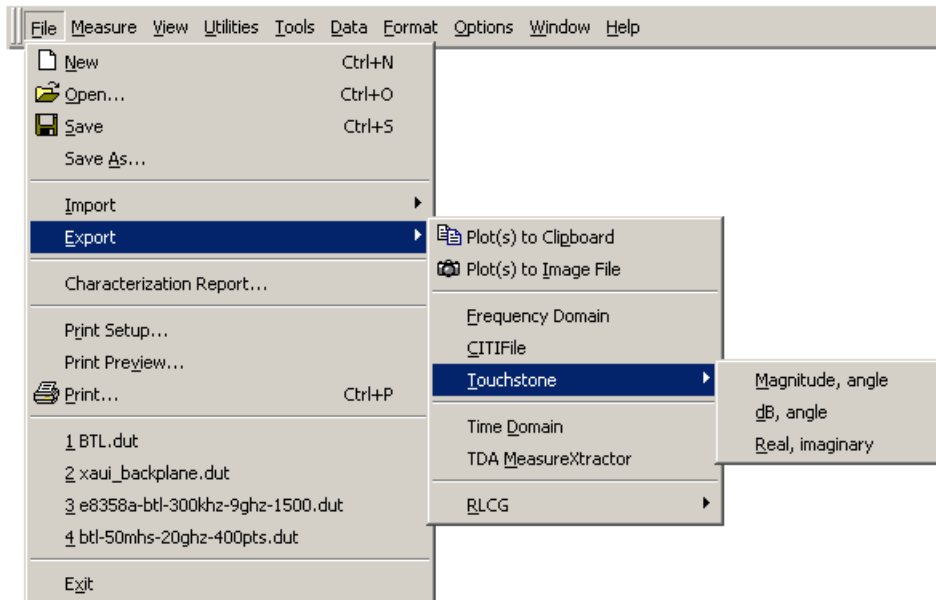 File Measure View Utilities Tools Data Format Options Window Help
New Ctrl+N
Open... Ctrl+O
Save Ctrl+S
Save As...
Import
Export
Characterization Report...
Print Setup...
Print Preview...
Print... Ctrl+P
1 BTL.dut
2 xaui_backplane.dut
3 e8358a-btl-300khz-9ghz-1500.dut
4 btl-50mhs-20ghz-400pts.dut
Exit
Plot(s) to Clipboard
Plot(s) to Image File
Frequency Domain
CITIFile
Touchstone
Time Domain
TDA MeasureXtractor
RLCG
Magnitude, angle
dB, angle
Real, imaginary